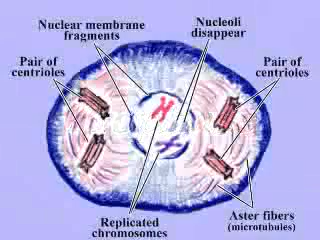 Nuclear membrane
fragments
Nucleoli
disappear
Pair of
centrioles
Pair of
centrioles
Replicated
chromosomes
Aster fibers
(microtubules)